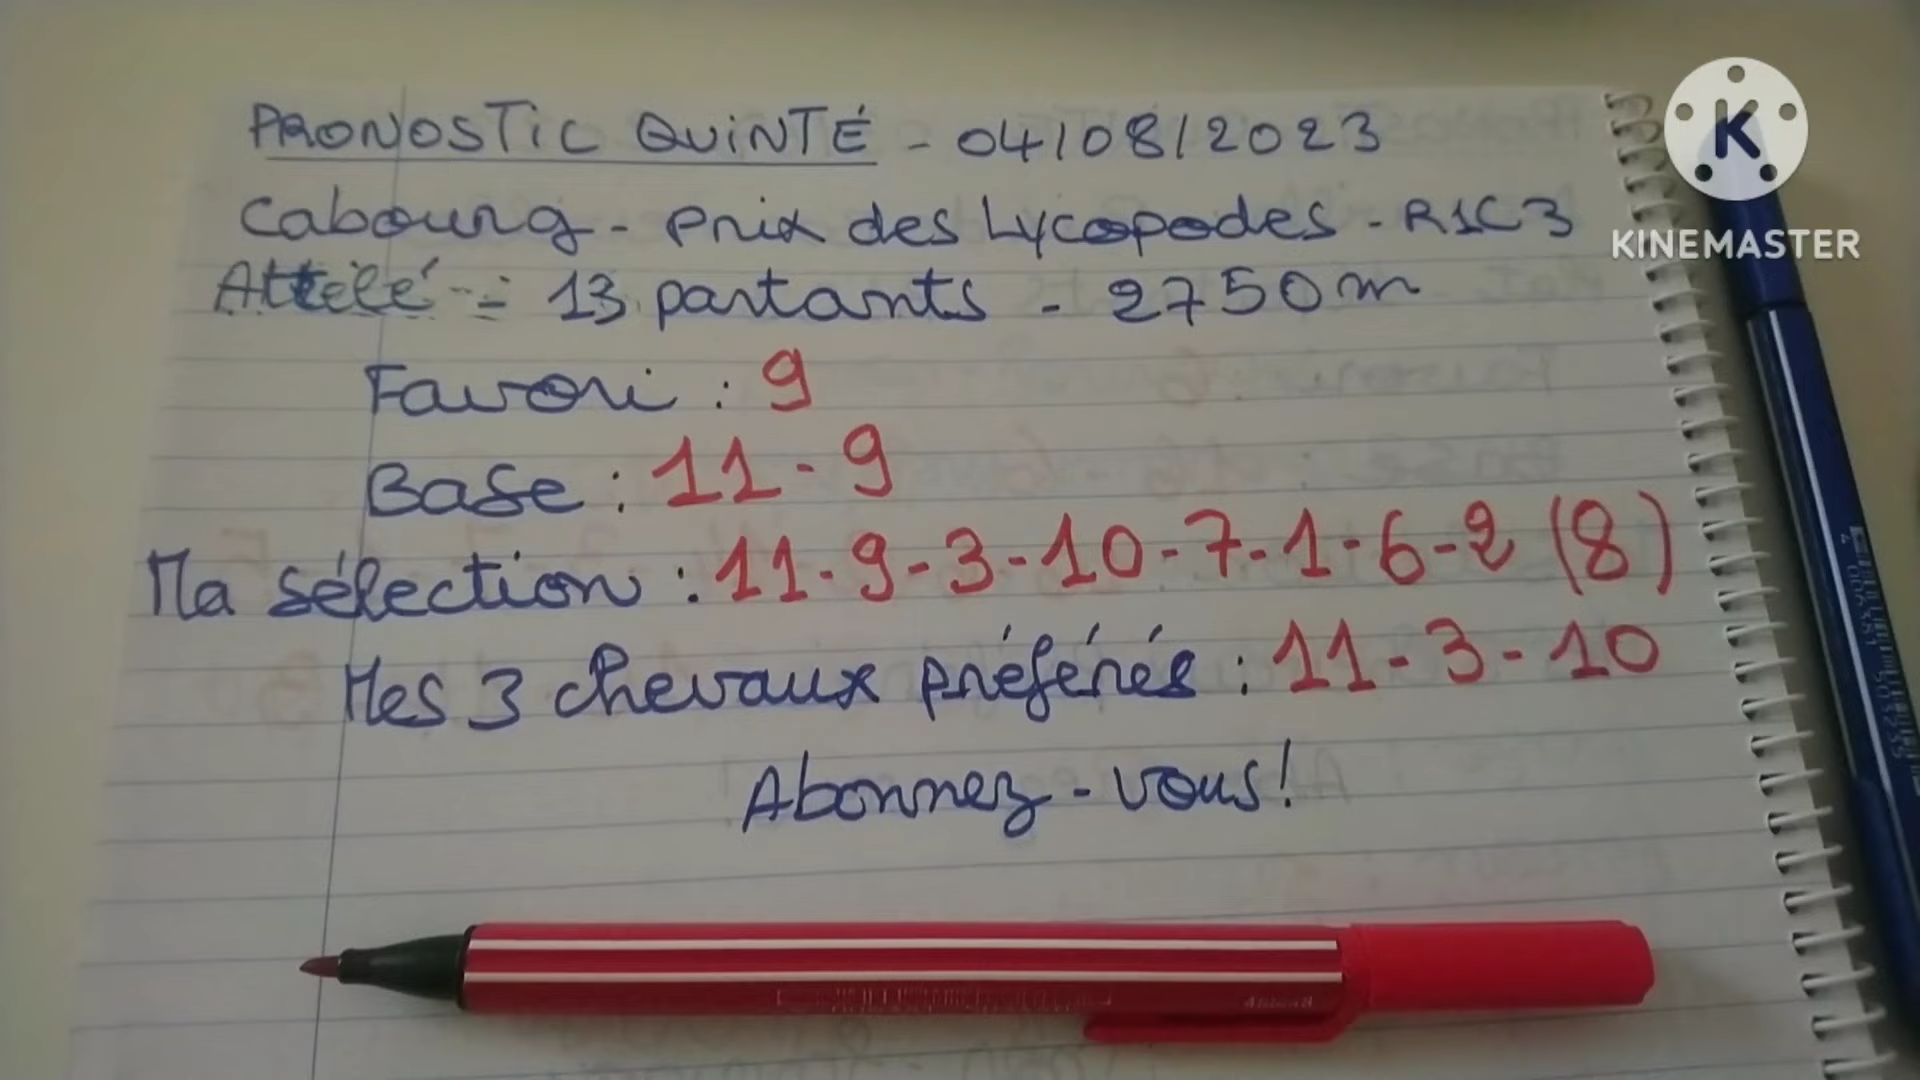 PRONOSTIC QUINTÉ - 04/08/2023
Cabourg - Prix des Lycopodes - R1C3
Attelé - 13 partants - 2750m
Favori : 9
Base : 11 - 9
Ma sélection : 11 - 9 - 3 - 10 - 7 - 1 - 6 - 2 (8)
Mes 3 chevaux préférés : 11 - 3 - 10
Abonnez-vous!
K
KINEMASTER